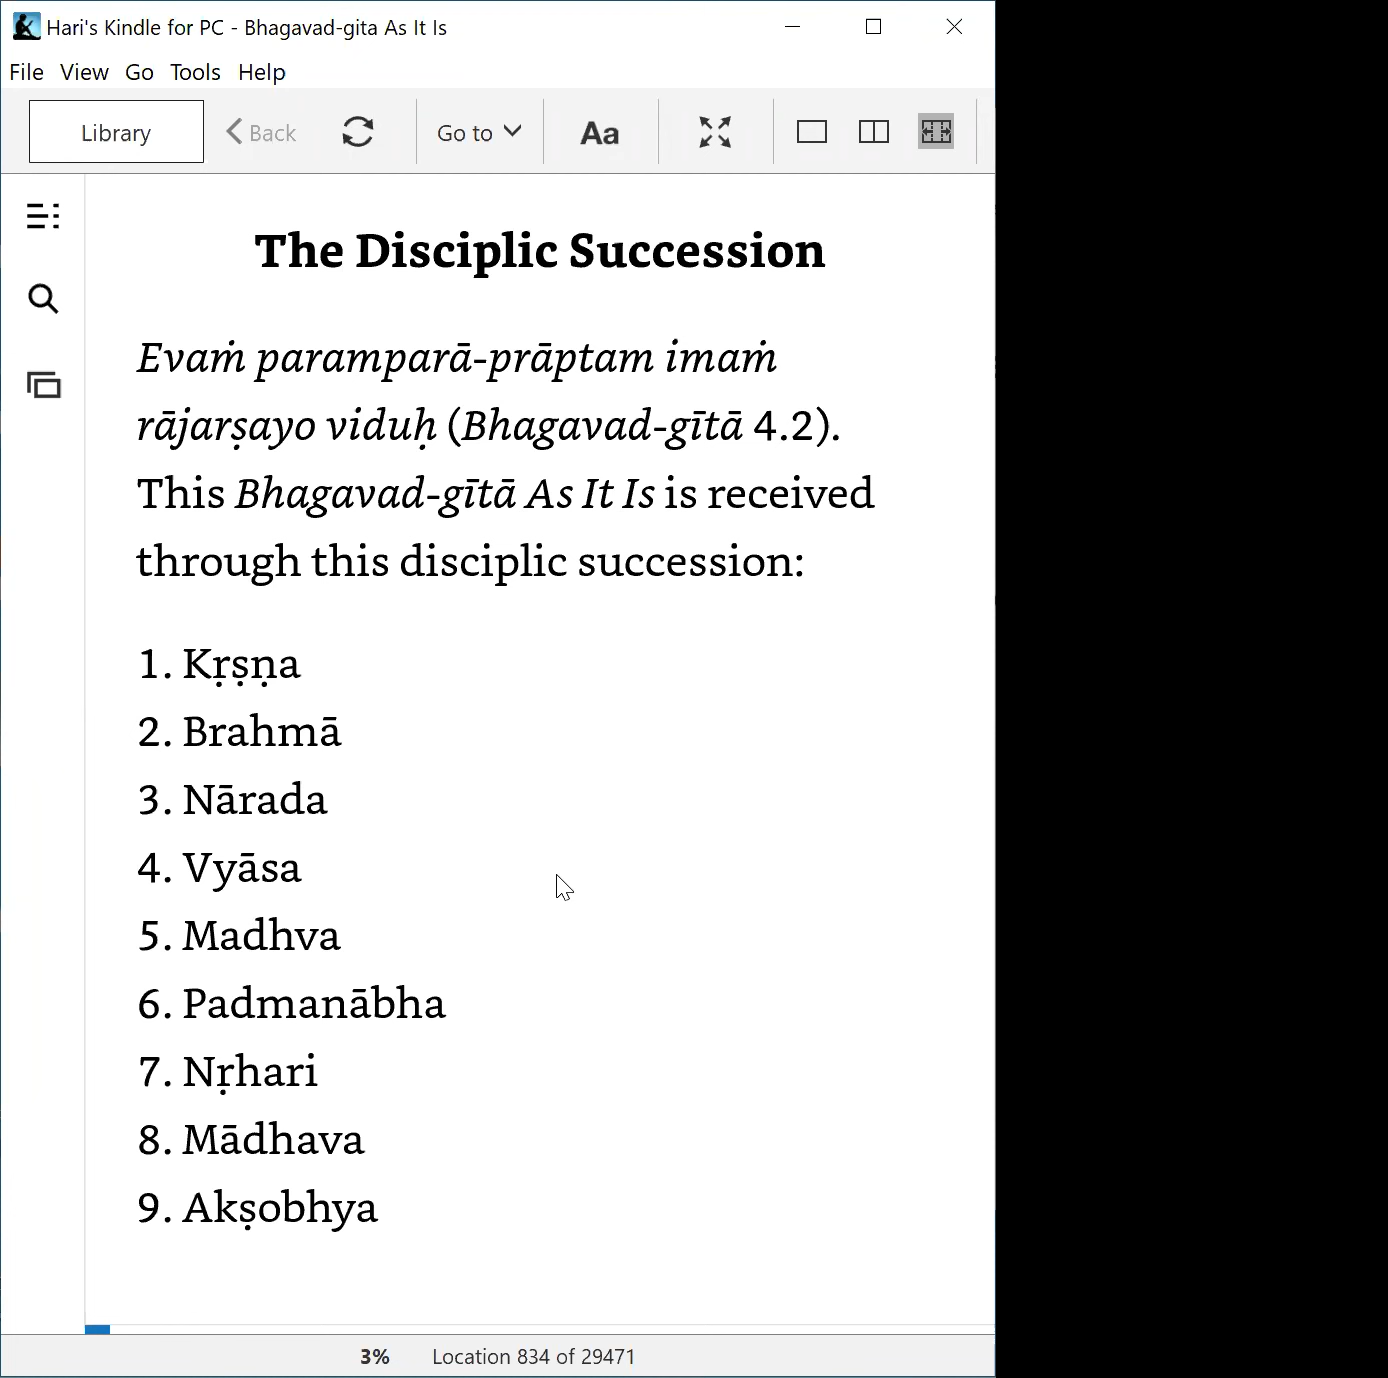 Hari's Kindle for PC - Bhagavad-gita As It Is
File View Go Tools Help
Library Back Go to Aa
The Disciplic Succession
Evaṁ paramparā-prāptam imaṁ
rājarṣayo viduḥ (Bhagavad-gītā 4.2).
This Bhagavad-gītā As It Is is received
through this disciplic succession:
1. Kṛṣṇa
2. Brahmā
3. Nārada
4. Vyāsa
5. Madhva
6. Padmanābha
7. Nṛhari
8. Mādhava
9. Akṣobhya
3% Location 834 of 29471